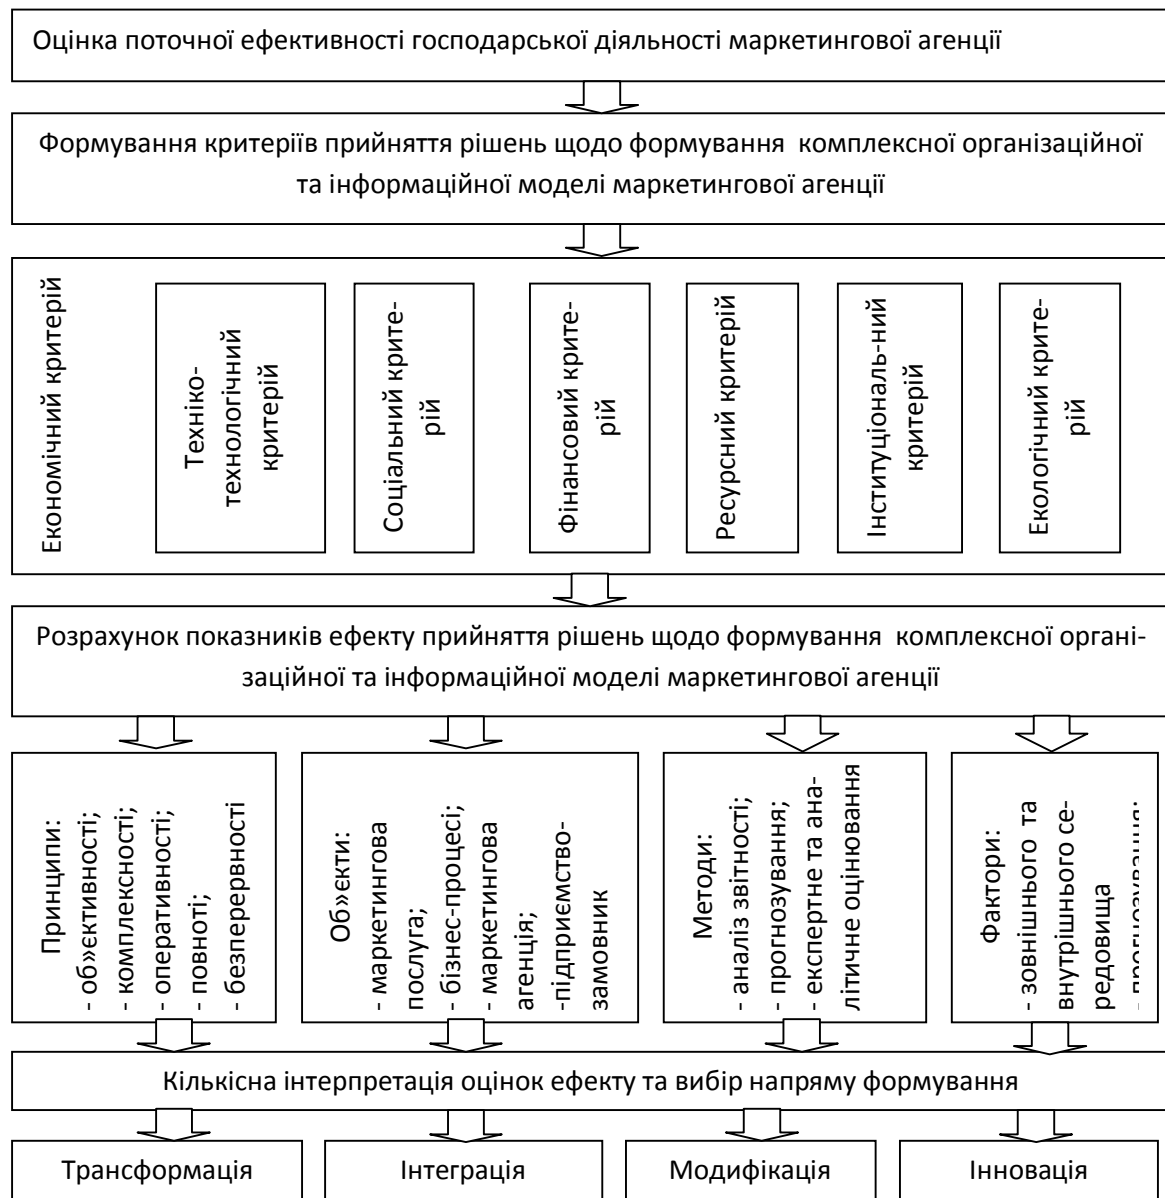 Оцінка поточної ефективності господарської діяльності маркетингової агенції
Формування критеріїв прийняття рішень щодо формування комплексної організаційної
та інформаційної моделі маркетингової агенції
Економічний критерій
Техніко-
технологічний
критерій
Соціальний крите-
рій
Фінансовий крите-
рій
Ресурсний критерій
Інституціональ-ний
критерій
Екологічний крите-
рій
Розрахунок показників ефекту прийняття рішень щодо формування комплексної органі-
заційної та інформаційної моделі маркетингової агенції
Принципи:
- об»єктивності;
- комплексності;
- оперативності;
- повноті;
- безперервності
Об»єкти:
- маркетингова
послуга;
- бізнес-процесі;
- маркетингова
агенція;
-підприємство-
замовник
Методи:
- аналіз звітності;
- прогнозування;
- експертне та ана-
літичне оцінювання
Фактори:
- зовнішнього та
внутрішнього се-
редовища
- прогнозування;
Кількісна інтерпретація оцінок ефекту та вибір напряму формування
Трансформація
Інтеграція
Модифікація
Інновація